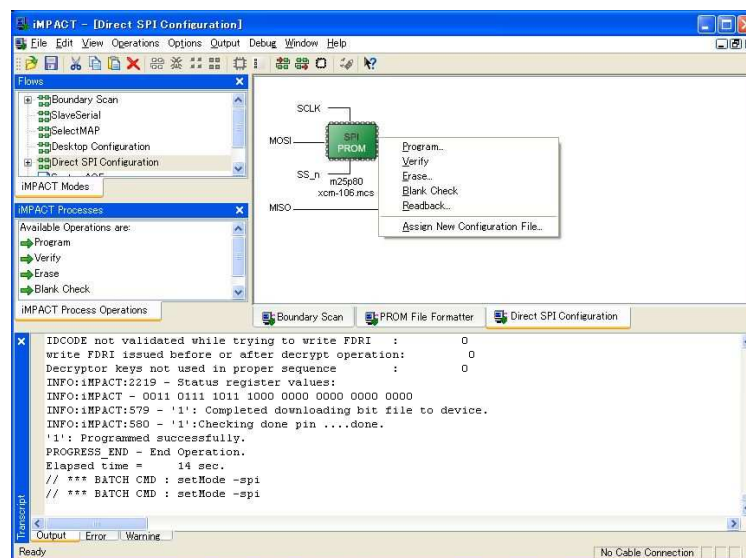 iMPACT - [Direct SPI Configuration]
File Edit View Operations Options Output Debug Window Help
Flows
Boundary Scan
SlaveSerial
SelectMAP
Desktop Configuration
Direct SPI Configuration
iMPACT Modes
iMPACT Processes
Available Operations are:
Program
Verify
Erase
Blank Check
iMPACT Process Operations
SCLK
MOSI
SPI
PROM
SS_n
m25p80
xcm-106.mcs
MISO
Program...
Verify
Erase...
Blank Check
Readback...
Assign New Configuration File...
Boundary Scan
PROM File Formatter
Direct SPI Configuration
IDCODE not validated while trying to write FDRI : 0
write FDRI issued before or after decrypt operation: 0
Decryptor keys not used in proper sequence : 0
INFO:iMPACT:2219 - Status register values:
INFO:iMPACT - 0011 0111 1011 1000 0000 0000 0000 0000
INFO:iMPACT:579 - '1': Completed downloading bit file to device.
INFO:iMPACT:580 - '1':Checking done pin ....done.
'1': Programmed successfully.
PROGRESS_END - End Operation.
Elapsed time = 14 sec.
// *** BATCH CMD : setMode -spi
// *** BATCH CMD : setMode -spi
Transcript
Output Error Warning
Ready
No Cable Connection